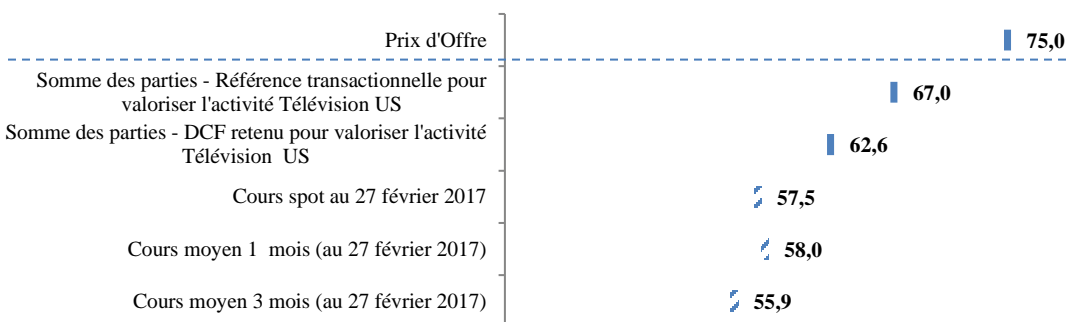 Prix d'Offre
75,0
Somme des parties - Référence transactionnelle pour
valoriser l'activité Télévision US
67,0
Somme des parties - DCF retenu pour valoriser l'activité
Télévision US
62,6
Cours spot au 27 février 2017
57,5
Cours moyen 1 mois (au 27 février 2017)
58,0
Cours moyen 3 mois (au 27 février 2017)
55,9